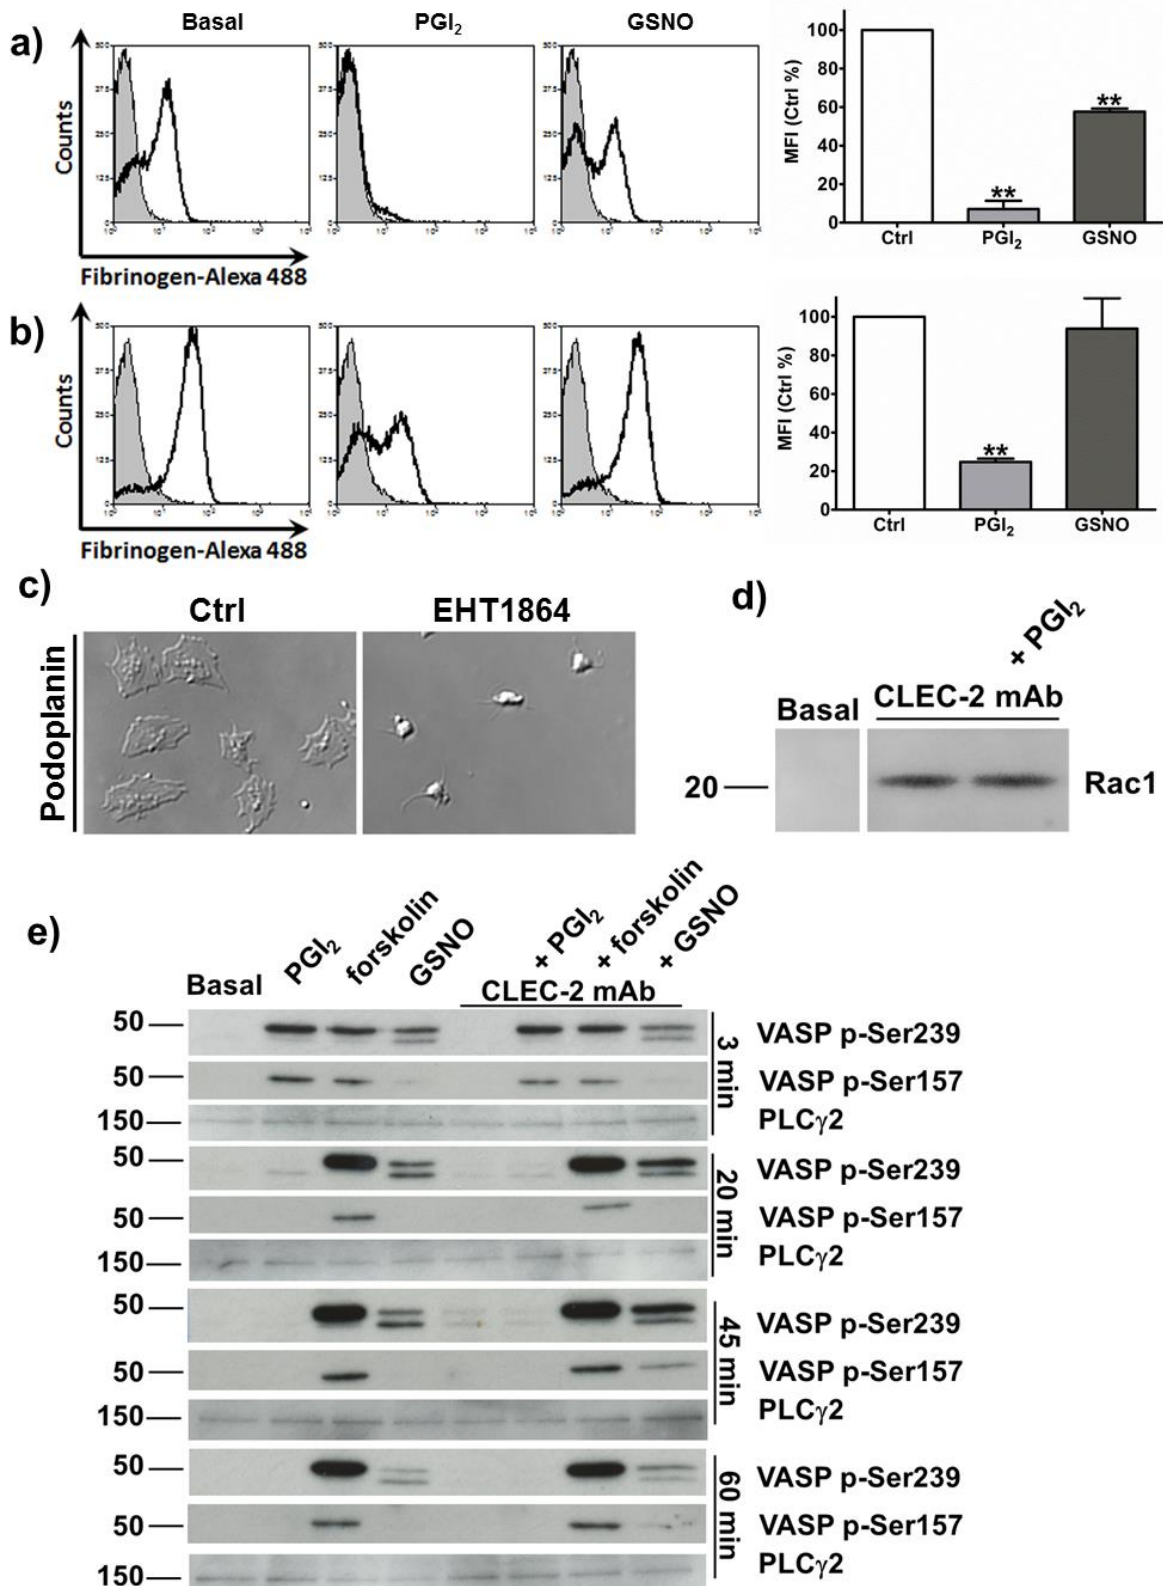 a)
Basal PGI₂ GSNO
Counts
Fibrinogen-Alexa 488
MFI (Ctrl %)
100
80
60
40
20
0
** **
Ctrl PGI₂ GSNO
b)
Counts
Fibrinogen-Alexa 488
MFI (Ctrl %)
100
80
60
40
20
0
**
Ctrl PGI₂ GSNO
c)
Ctrl EHT1864
Podoplanin
d)
+ PGI₂
Basal CLEC-2 mAb
20 Rac1
e)
Basal PGI₂ forskolin GSNO + PGI₂ + forskolin + GSNO
CLEC-2 mAb
50 VASP p-Ser239
50 VASP p-Ser157
150 PLCγ2
3 min
50 VASP p-Ser239
50 VASP p-Ser157
150 PLCγ2
20 min
50 VASP p-Ser239
50 VASP p-Ser157
150 PLCγ2
45 min
50 VASP p-Ser239
50 VASP p-Ser157
150 PLCγ2
60 min